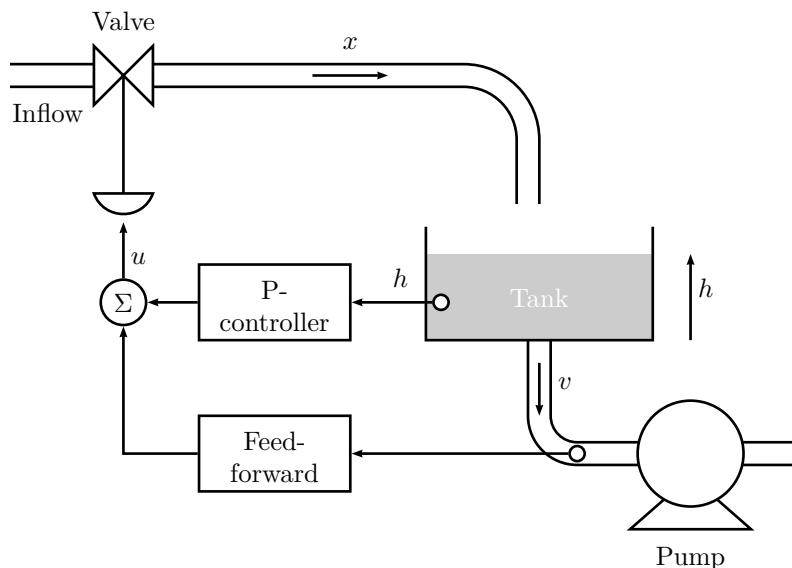 Valve
x
Inflow
u
Σ
P-
controller
h
Tank
h
v
Feed-
forward
Pump